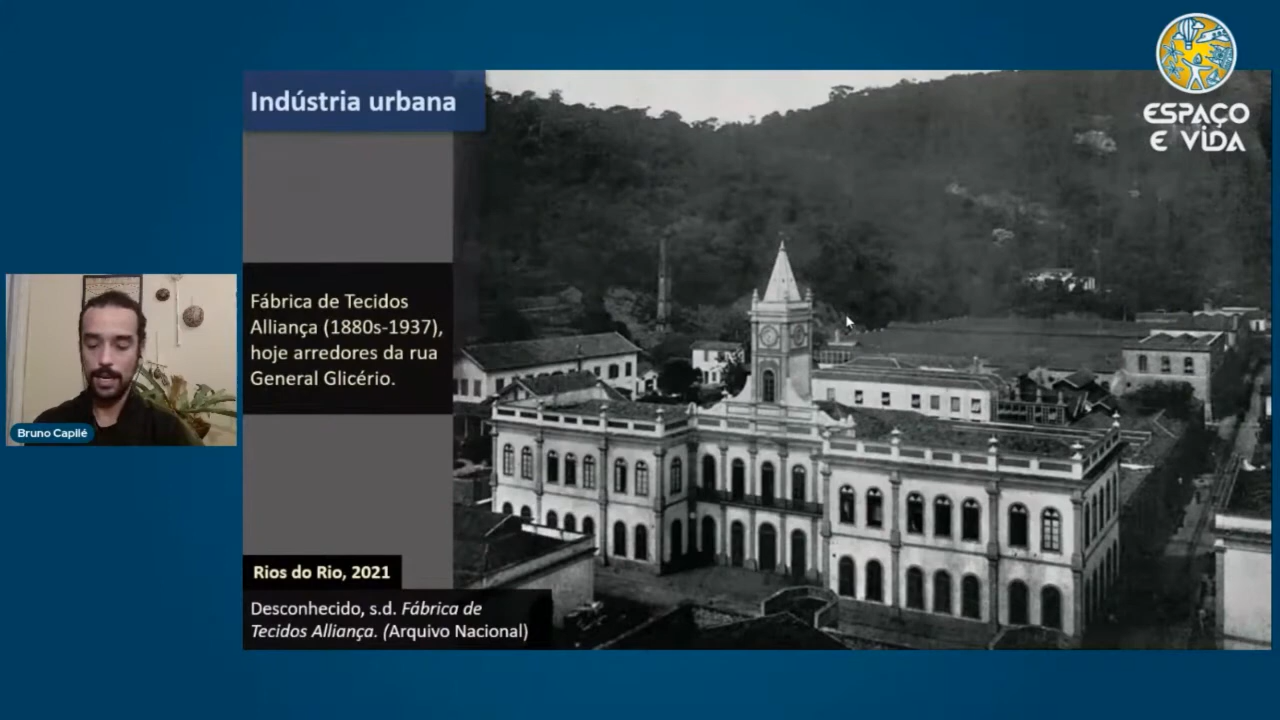 ESPAÇO
E VIDA
Indústria urbana
Fábrica de Tecidos
Alliança (1880s-1937),
hoje arredores da rua
General Glicério.
Bruno Capilé
Rios do Rio, 2021
Desconhecido, s.d. Fábrica de
Tecidos Alliança. (Arquivo Nacional)